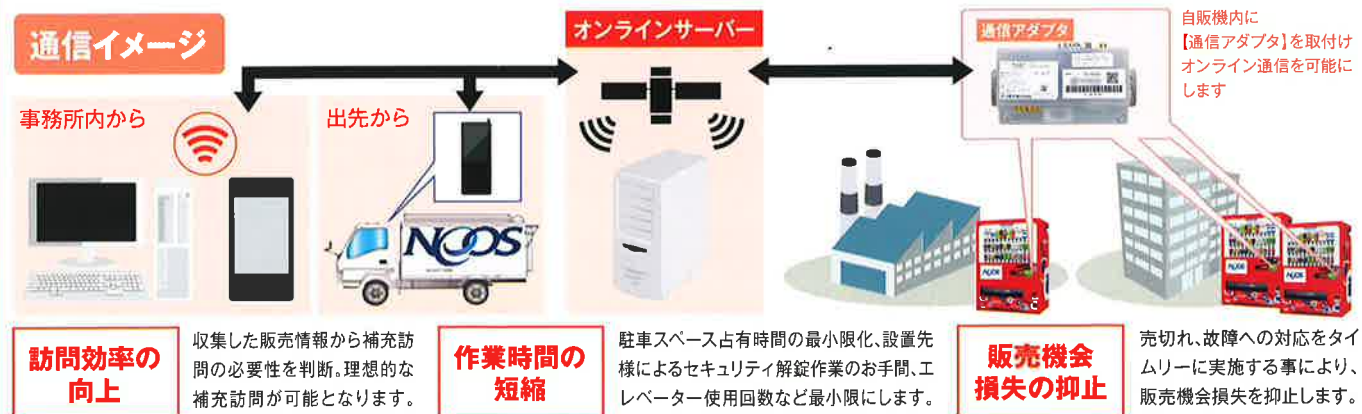 通信イメージ
オンラインサーバー
通信アダプタ
自販機内に
【通信アダプタ】を取付け
オンライン通信を可能に
します
事務所内から
出先から
NOOS
NOOS
NOOS
NOOS
訪問効率の
向上
収集した販売情報から補充訪
問の必要性を判断。理想的な
補充訪問が可能となります。
作業時間の
短縮
駐車スペース占有時間の最小限化、設置先
様によるセキュリティ解錠作業のお手間、エ
レベーター使用回数など最小限にします。
販売機会
損失の抑止
売切れ、故障への対応をタイ
ムリーに実施する事により、
販売機会損失を抑止します。